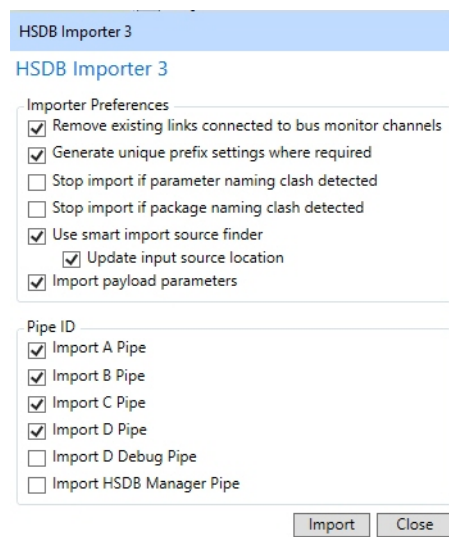 HSDB Importer 3
HSDB Importer 3
Importer Preferences
Remove existing links connected to bus monitor channels
Generate unique prefix settings where required
Stop import if parameter naming clash detected
Stop import if package naming clash detected
Use smart import source finder
Update input source location
Import payload parameters
Pipe ID
Import A Pipe
Import B Pipe
Import C Pipe
Import D Pipe
Import D Debug Pipe
Import HSDB Manager Pipe
Import Close